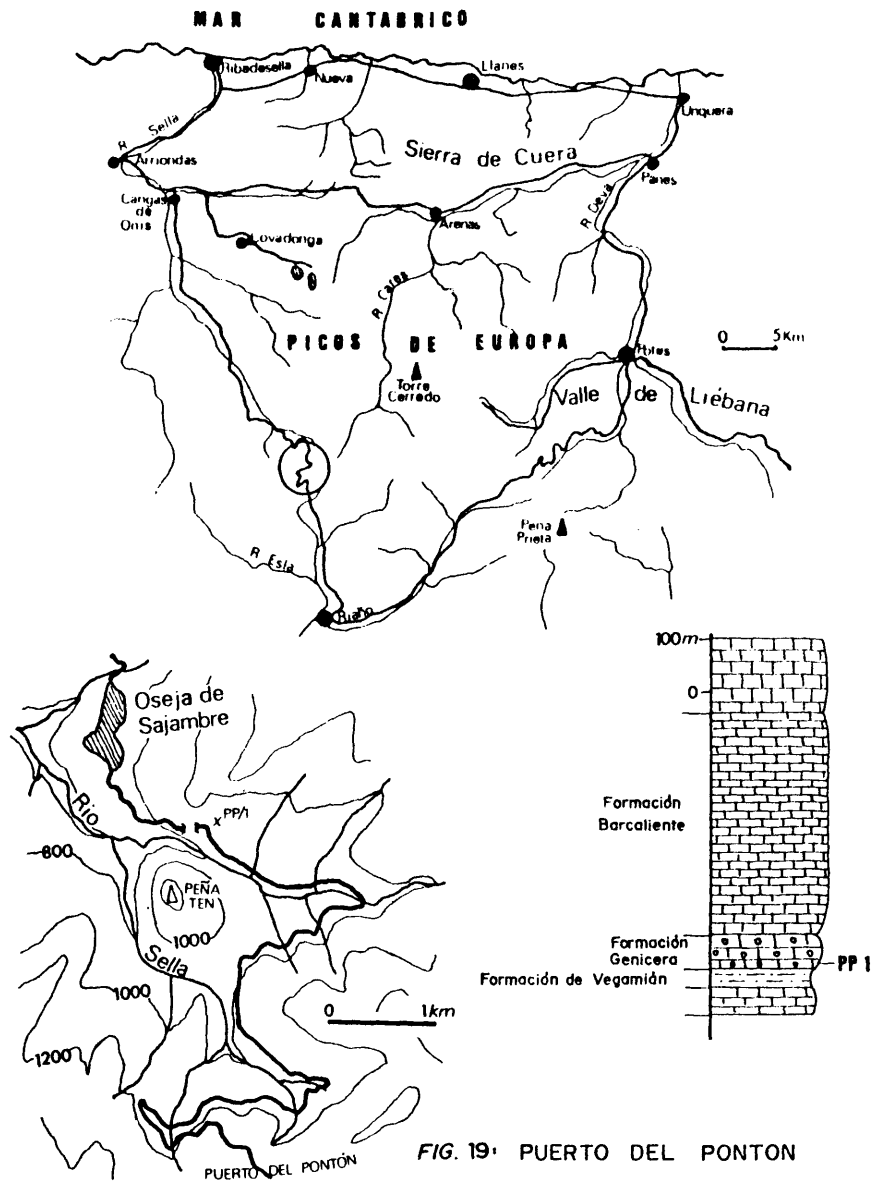 MAR CANTABRICO
Ribadesella
Nueva
Llanes
Unquera
R Sella
Arriondas
Sierra de Cuera
Panes
Cangas
de
Onis
Arenas
R. Deva
Covadonga
R. Cares
PICOS DE EUROPA
0 5 Km
Potes
Torre
Cerredo
Valle de Liébana
Pena
Prieta
R Esla
Riaño
100m
0
Oseja de
Sajambre
Formación
Barcaliente
Rio
x PP/1
800
PEÑA
TEN
1000
Formación
Genicera
PP 1
Sella
Formación de Vegamián
1000
0 1km
1200
PUERTO DEL PONTÓN
FIG. 19: PUERTO DEL PONTON